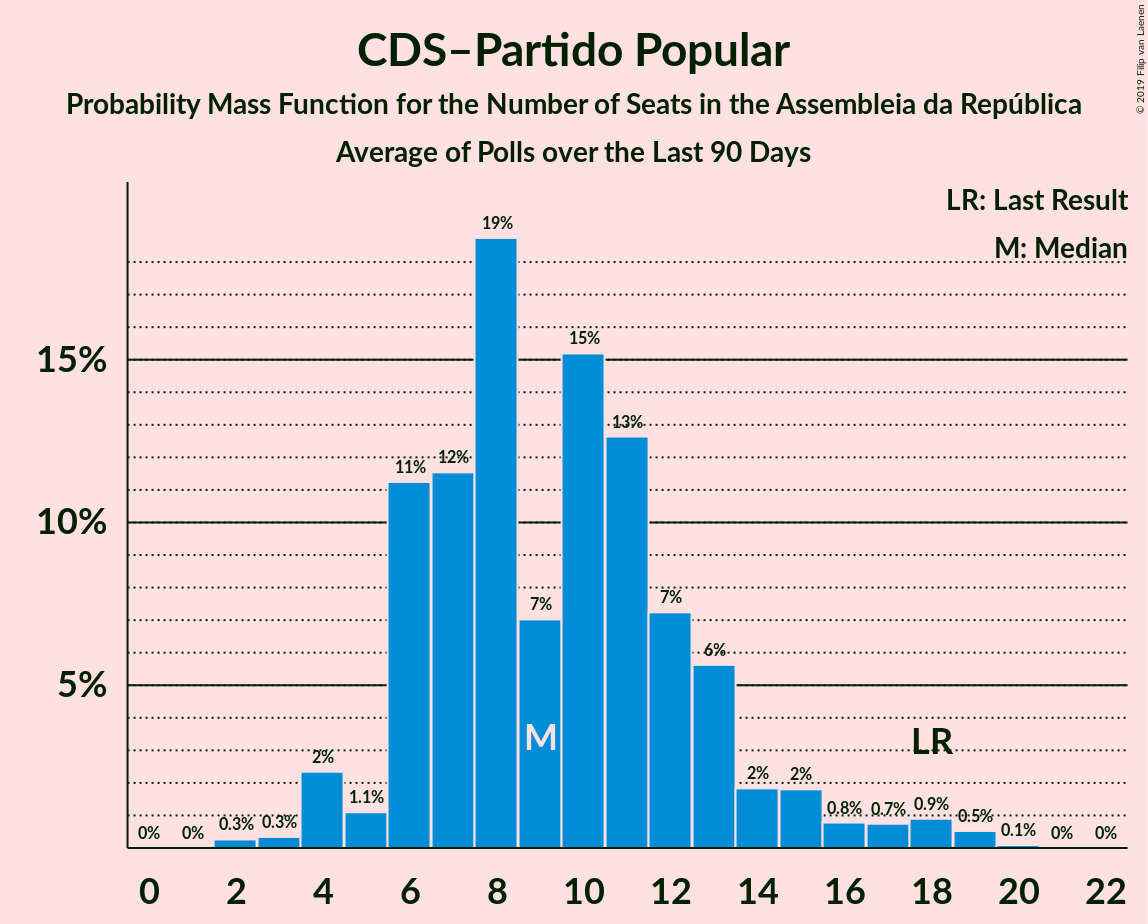 CDS–Partido Popular
Probability Mass Function for the Number of Seats in the Assembleia da República
Average of Polls over the Last 90 Days
© 2019 Filip van Laenen
LR: Last Result
M: Median
15%
10%
5%
0%
0%
0.3%
0.3%
2%
1.1%
11%
12%
19%
7%
15%
13%
7%
6%
2%
2%
0.8%
0.7%
0.9%
0.5%
0.1%
0%
0%
M
LR
0 2 4 6 8 10 12 14 16 18 20 22